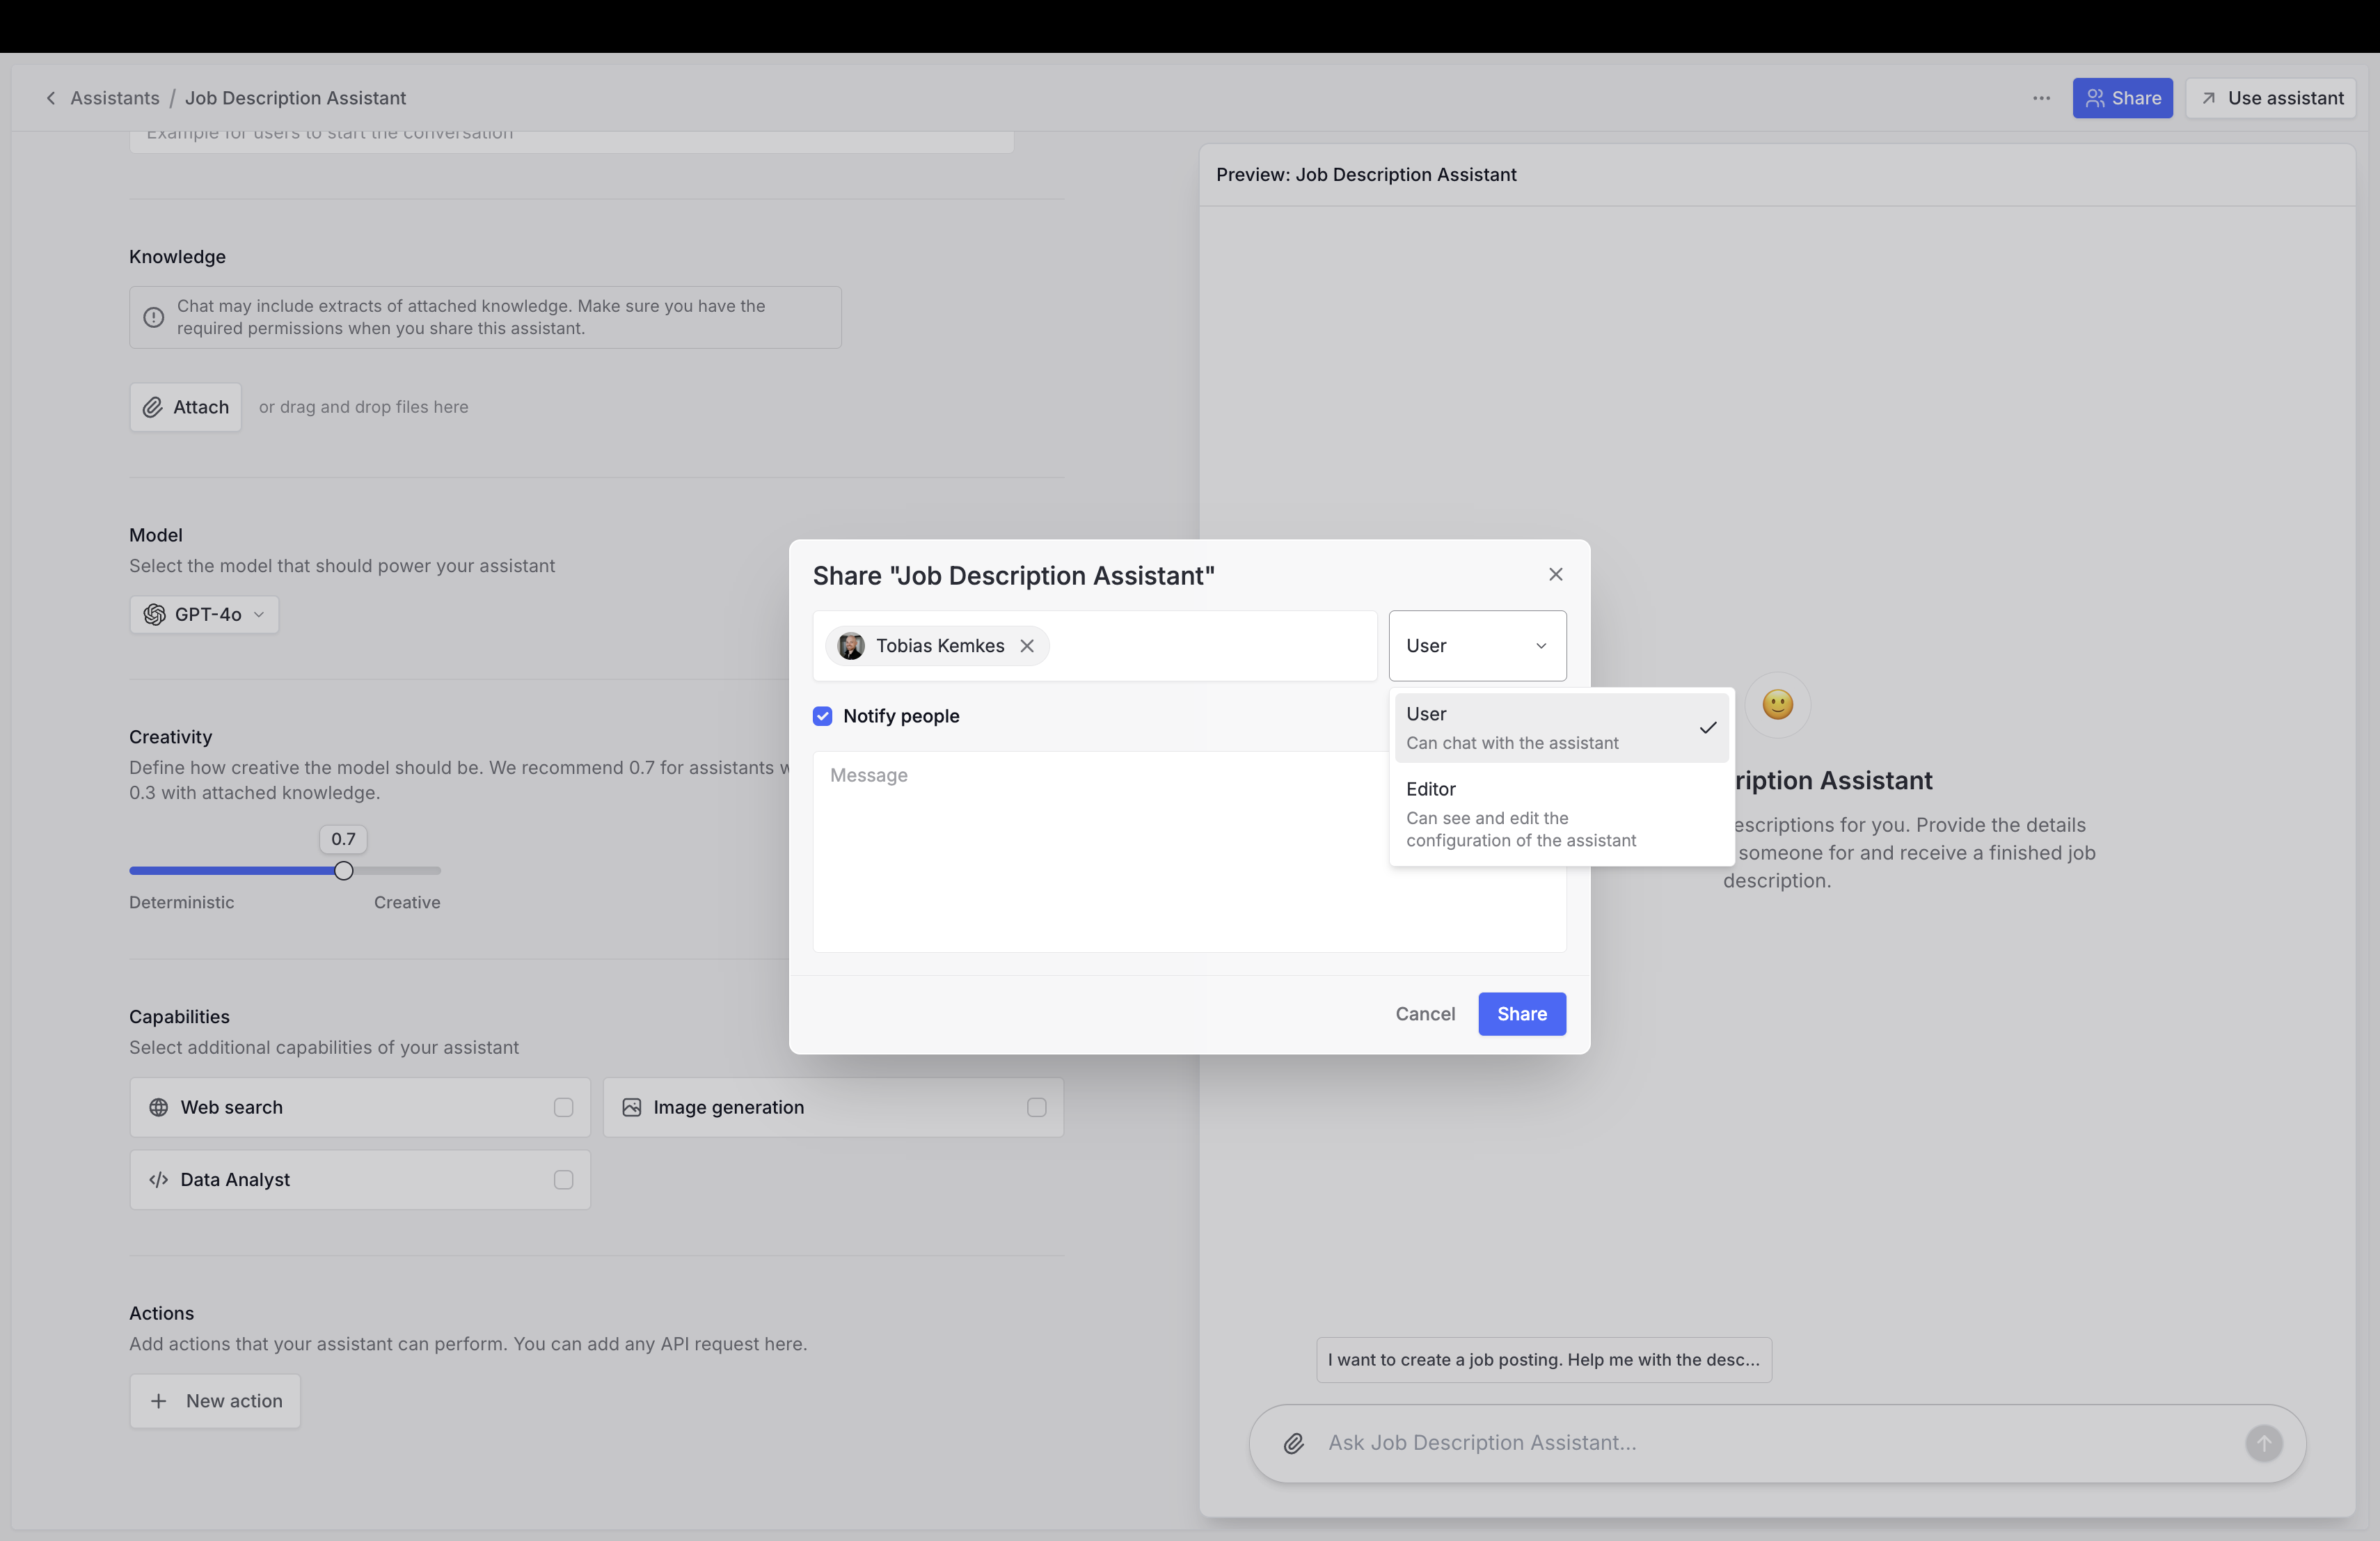 Assistants / Job Description Assistant
Share
Use assistant
Example for users to start the conversation
Knowledge
Chat may include extracts of attached knowledge. Make sure you have the
required permissions when you share this assistant.
Attach
or drag and drop files here
Model
Select the model that should power your assistant
GPT-4o
Creativity
Define how creative the model should be. We recommend 0.7 for assistants
0.3 with attached knowledge.
0.7
Deterministic
Creative
Capabilities
Select additional capabilities of your assistant
Web search
Image generation
Data Analyst
Actions
Add actions that your assistant can perform. You can add any API request here.
New action
Share "Job Description Assistant"
Tobias Kemkes
User
Notify people
Message
User
Can chat with the assistant
Editor
Can see and edit the
configuration of the assistant
Cancel
Share
Preview: Job Description Assistant
Assistant
for you. Provide the details
someone for and receive a finished job
description.
I want to create a job posting. Help me with the desc...
Ask Job Description Assistant...